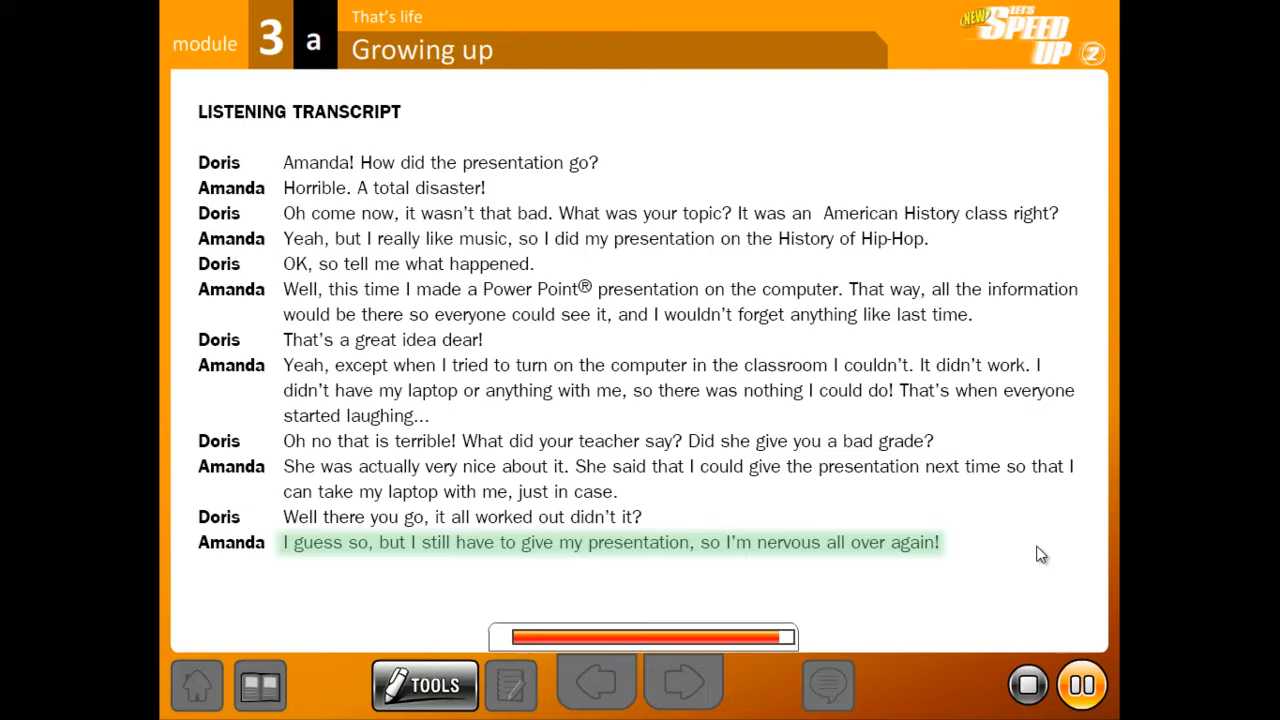 That's life
module 3 a
Growing up
NEW LET'S SPEED UP 2
LISTENING TRANSCRIPT
Doris Amanda! How did the presentation go?
Amanda Horrible. A total disaster!
Doris Oh come now, it wasn't that bad. What was your topic? It was an American History class right?
Amanda Yeah, but I really like music, so I did my presentation on the History of Hip-Hop.
Doris OK, so tell me what happened.
Amanda Well, this time I made a Power Point® presentation on the computer. That way, all the information
would be there so everyone could see it, and I wouldn't forget anything like last time.
Doris That's a great idea dear!
Amanda Yeah, except when I tried to turn on the computer in the classroom I couldn't. It didn't work. I
didn't have my laptop or anything with me, so there was nothing I could do! That's when everyone
started laughing...
Doris Oh no that is terrible! What did your teacher say? Did she give you a bad grade?
Amanda She was actually very nice about it. She said that I could give the presentation next time so that I
can take my laptop with me, just in case.
Doris Well there you go, it all worked out didn't it?
Amanda I guess so, but I still have to give my presentation, so I'm nervous all over again!
TOOLS